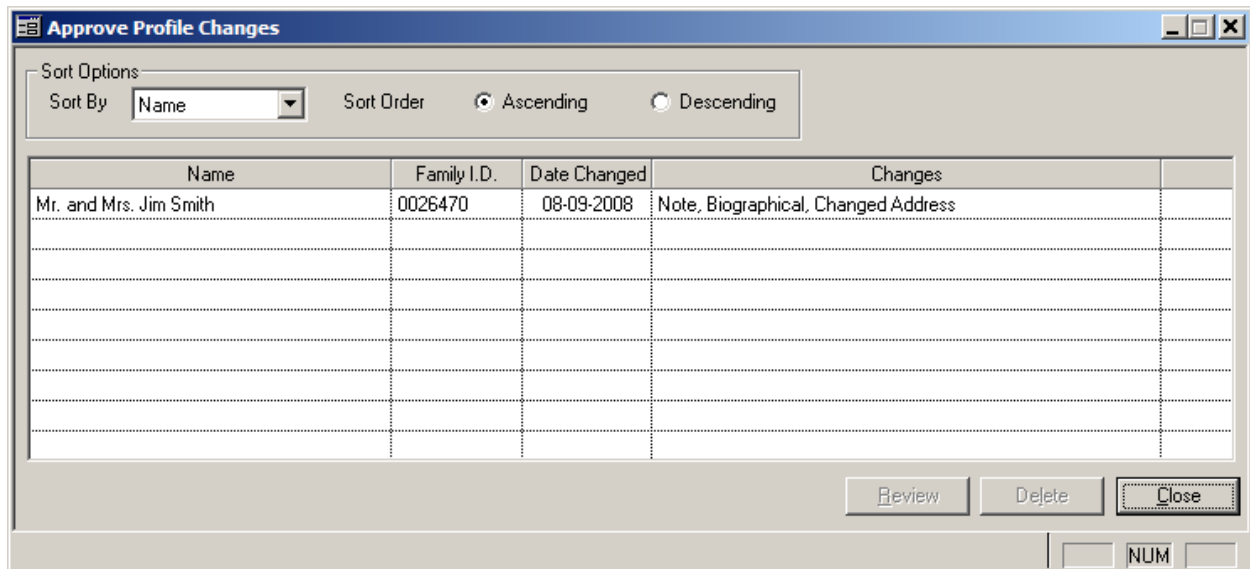 Approve Profile Changes
Sort Options
Sort By Name Sort Order Ascending Descending
Name Family I.D. Date Changed Changes
Mr. and Mrs. Jim Smith 0026470 08-09-2008 Note, Biographical, Changed Address
Review Delete Close
NUM